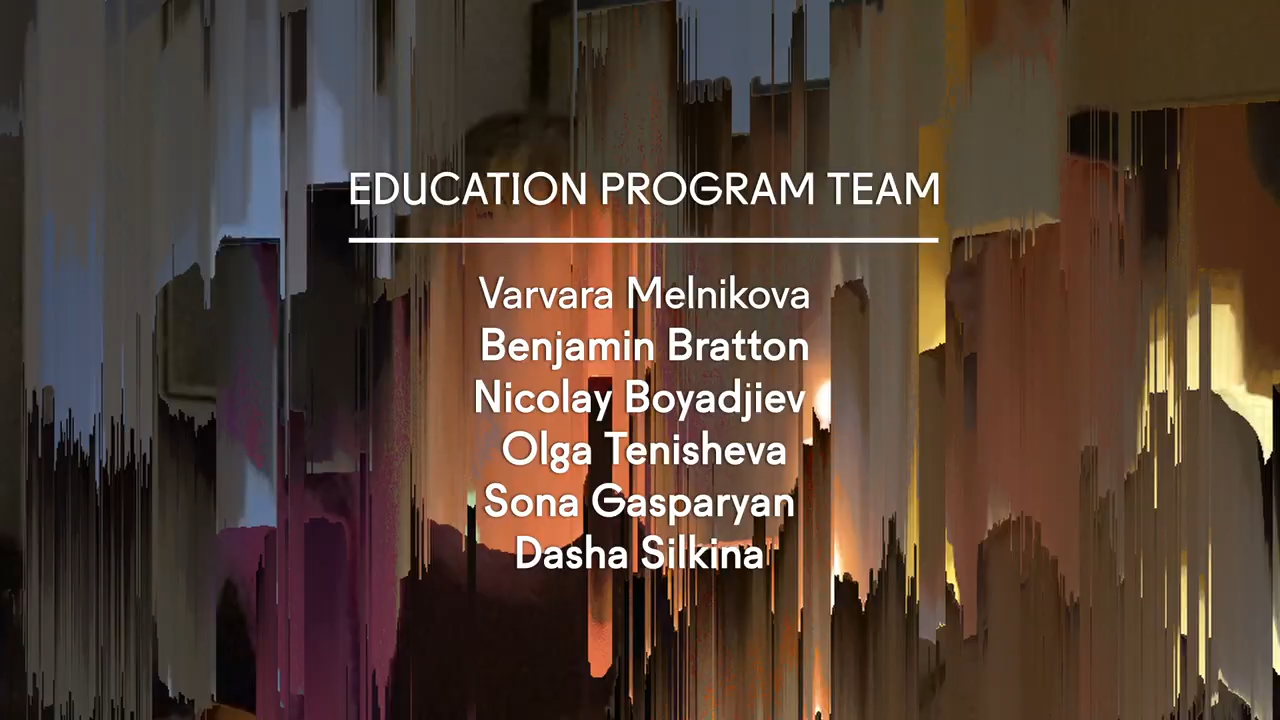 EDUCATION PROGRAM TEAM
Varvara Melnikova
Benjamin Bratton
Nicolay Boyadjiev
Olga Tenisheva
Sona Gasparyan
Dasha Silkina